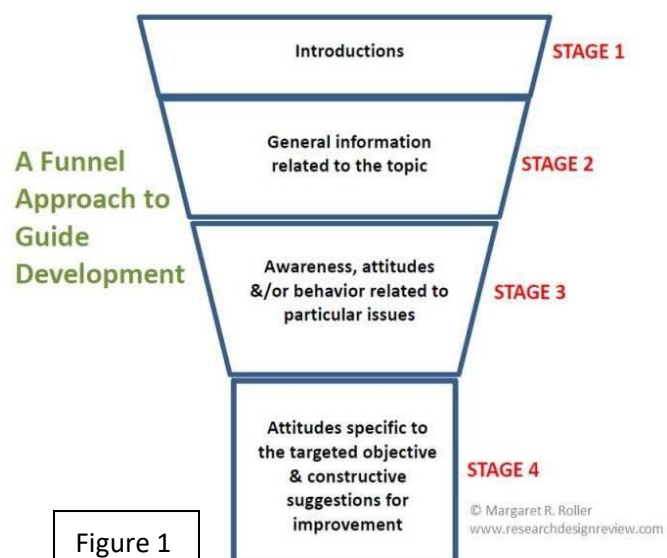 Introductions
STAGE 1
A Funnel
Approach to
Guide
Development
General information
related to the topic
STAGE 2
Awareness, attitudes
&/or behavior related to
particular issues
STAGE 3
Attitudes specific to
the targeted objective
& constructive
suggestions for
improvement
STAGE 4
© Margaret R. Roller
www.researchdesignreview.com
Figure 1